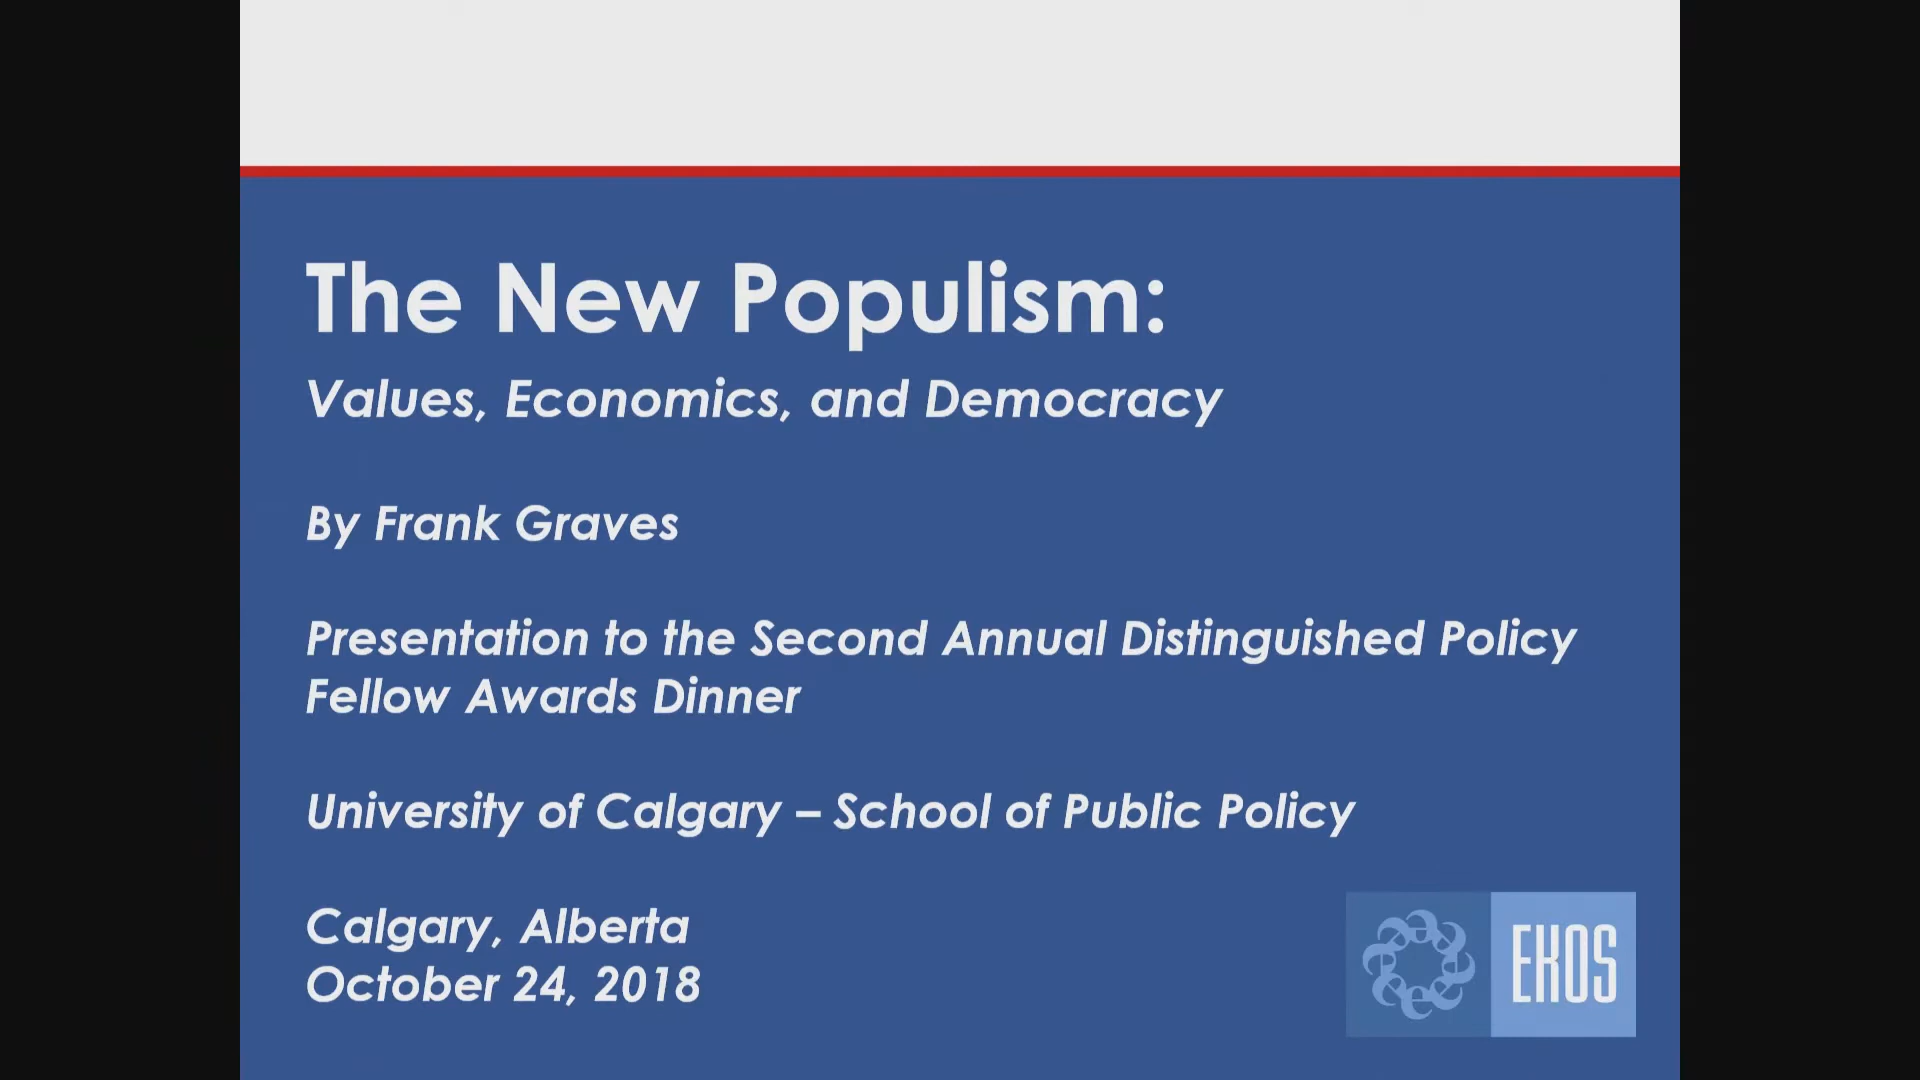 The New Populism:
Values, Economics, and Democracy
By Frank Graves
Presentation to the Second Annual Distinguished Policy
Fellow Awards Dinner
University of Calgary – School of Public Policy
Calgary, Alberta
October 24, 2018
EKOS